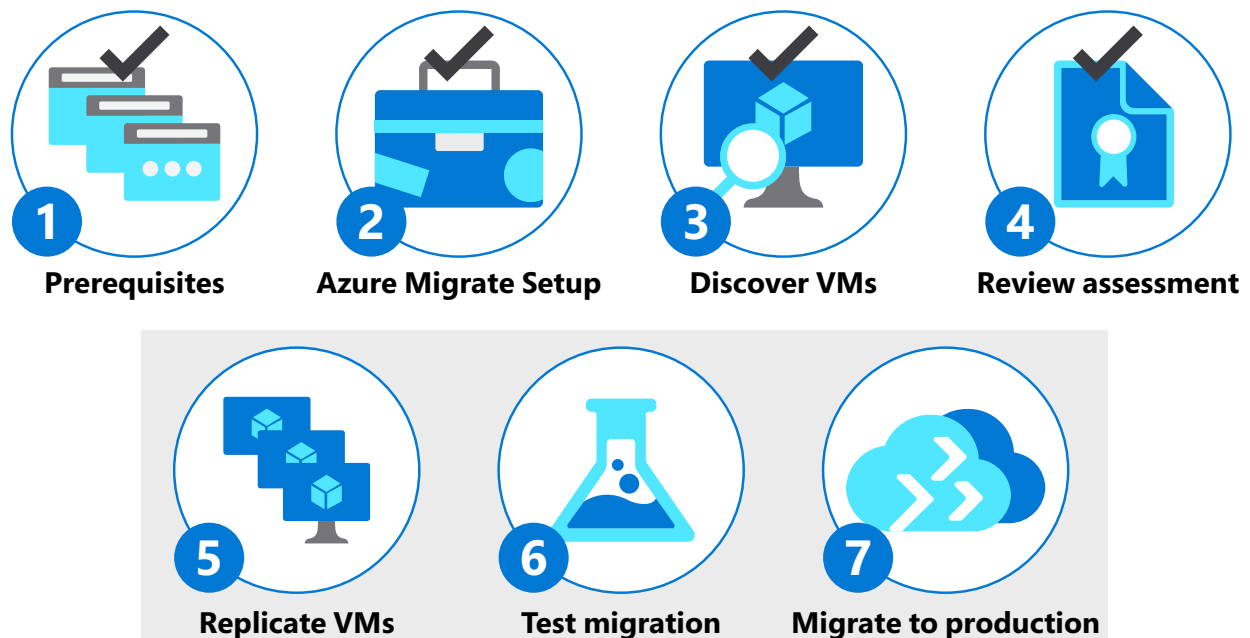 1
Prerequisites
2
Azure Migrate Setup
3
Discover VMs
4
Review assessment
5
Replicate VMs
6
Test migration
7
Migrate to production